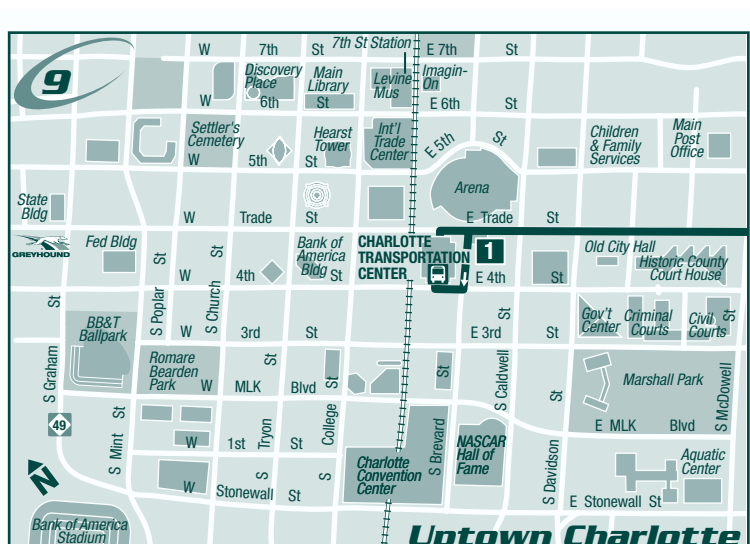 9
W 7th St
7th St Station
E 7th St
Discovery
Place
Main
Library
Levine
Mus
Imagin-
On
W 6th St
E 6th St
Settler's
Cemetery
Hearst
Tower
Int'l
Trade
Center
E 5th St
Children
& Family
Services
Main
Post
Office
W 5th St
Arena
State
Bldg
W Trade St
E Trade St
GREYHOUND
Fed Bldg
Bank of
America
Bldg
CHARLOTTE
TRANSPORTATION
CENTER
1
Old City Hall
Historic County
Court House
W 4th St
E 4th St
S Graham St
S Poplar St
S Church St
BB&T
Ballpark
W 3rd St
E 3rd St
Gov't
Center
Criminal
Courts
Civil
Courts
Romare
Bearden
Park
W MLK Blvd
S Caldwell St
Marshall Park
S McDowell St
49
S Mint St
S Tryon St
S College St
S Brevard St
S Davidson St
E MLK Blvd
W 1st St
NASCAR
Hall of
Fame
Charlotte
Convention
Center
Aquatic
Center
N
W Stonewall St
E Stonewall St
Bank of America
Stadium
Uptown Charlotte